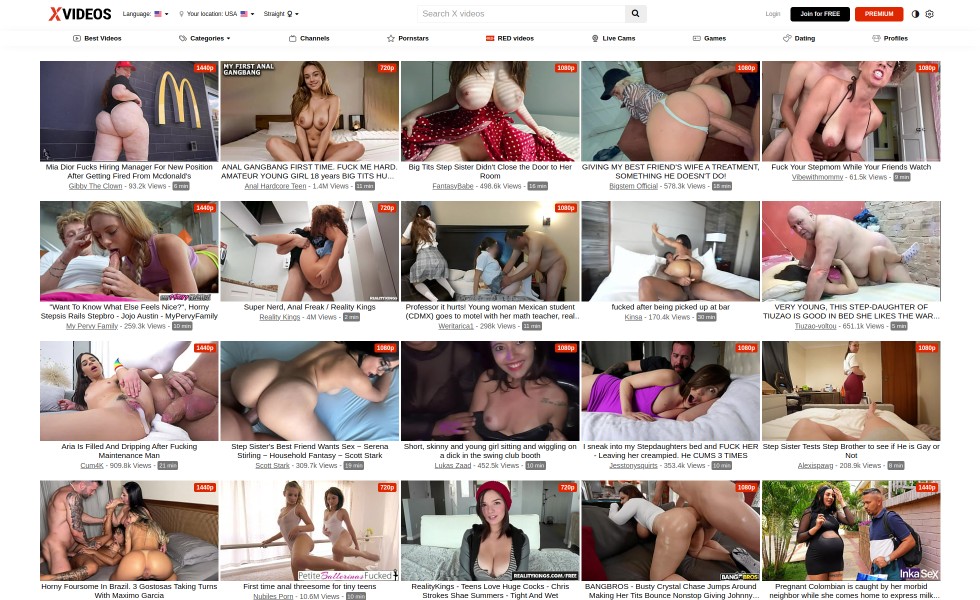 XVIDEOS
Language:
Your location: USA
Straight
Search X videos
Login
Join for FREE
PREMIUM
Best Videos
Categories
Channels
Pornstars
RED videos
Live Cams
Games
Dating
Profiles
1440p
MY FIRST ANAL
GANGBANG
720p
1080p
1080p
1080p
Mia Dior Fucks Hiring Manager For New Position
After Getting Fired From Mcdonald's
Gibby The Clown - 93.2k Views - 6 min
ANAL GANGBANG FIRST TIME. FUCK ME HARD.
AMATEUR YOUNG GIRL 18 years BIG TITS HU...
Anal Hardcore Teen - 1.4M Views - 11 min
Big Tits Step Sister Didn't Close the Door to Her
Room
FantasyBabe - 498.6k Views - 16 min
GIVING MY BEST FRIEND'S WIFE A TREATMENT,
SOMETHING HE DOESN'T DO!
Bigstem Official - 578.3k Views - 18 min
Fuck Your Stepmom While Your Friends Watch
Vibewithmommy - 61.5k Views - 9 min
1440p
720p
REALITY KINGS
1080p
"Want To Know What Else Feels Nice?", Horny
Stepsis Rails Stepbro - Jojo Austin - MyPervyFamily
My Pervy Family - 259.3k Views - 10 min
Super Nerd, Anal Freak / Reality Kings
Reality Kings - 4M Views - 2 min
Professor it hurts! Young woman Mexican student
(CDMX) goes to motel with her math teacher, real..
Weritarica1 - 298k Views - 11 min
fucked after being picked up at bar
Kinsa - 170.4k Views - 30 min
VERY YOUNG, THIS STEP-DAUGHTER OF
TIUZAO IS GOOD IN BED SHE LIKES THE WAR...
Tiuzao-voltou - 651.1k Views - 5 min
1440p
1080p
1080p
1080p
1080p
Aria Is Filled And Dripping After Fucking
Maintenance Man
Cum4K - 909.8k Views - 21 min
Step Sister's Best Friend Wants Sex ~ Serena
Stirling ~ Household Fantasy ~ Scott Stark
Scott Stark - 309.7k Views - 19 min
Short, skinny and young girl sitting and wiggling on
a dick in the swing club booth
Lukas Zaad - 452.5k Views - 10 min
I sneak into my Stepdaughters bed and FUCK HER
- Leaving her creampied. He CUMS 3 TIMES
Jesstonysquirts - 353.4k Views - 10 min
Step Sister Tests Step Brother to see if He is Gay or
Not
Alexispawg - 208.9k Views - 8 min
1440p
720p
PetiteBallerinasFucked
720p
REALITYKINGS.COM/FREE
1080p
BANGBROS
1440p
InkaSex
Horny Foursome In Brazil. 3 Gostosas Taking Turns
With Maximo Garcia
First time anal threesome for tiny teens
Nubiles Porn - 10.6M Views - 10 min
RealityKings - Teens Love Huge Cocks - Chris
Strokes Shae Summers - Tight And Wet
BANGBROS - Busty Crystal Chase Jumps Around
Making Her Tits Bounce Nonstop Giving Johnny...
Pregnant Colombian is caught by her morbid
neighbor while she comes home to express milk...